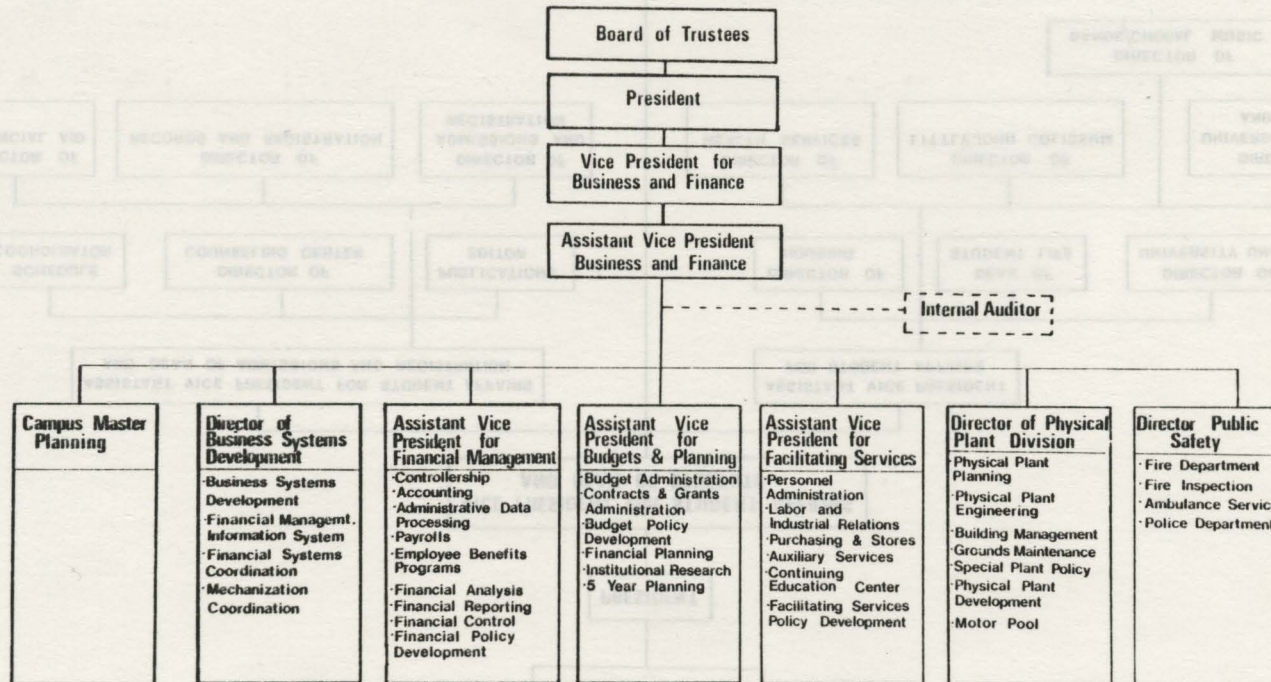 Board of Trustees
President
Vice President for
Business and Finance
Assistant Vice President
Business and Finance
Internal Auditor
Campus Master
Planning
Director of
Business Systems
Development
·Business Systems
Development
·Financial Managemt.
Information System
·Financial Systems
Coordination
·Mechanization
Coordination
Assistant Vice
President for
Financial Management
·Controllership
·Accounting
·Administrative Data
Processing
·Payrolls
·Employee Benefits
Programs
·Financial Analysis
·Financial Reporting
·Financial Control
·Financial Policy
Development
Assistant Vice
President for
Budgets & Planning
·Budget Administration
·Contracts & Grants
Administration
·Budget Policy
Development
·Financial Planning
·Institutional Research
·5 Year Planning
Assistant Vice
President for
Facilitating Services
·Personnel
Administration
·Labor and
Industrial Relations
·Purchasing & Stores
·Auxiliary Services
·Continuing
Education Center
·Facilitating Services
Policy Development
Director of Physical
Plant Division
·Physical Plant
Planning
·Physical Plant
Engineering
·Building Management
·Grounds Maintenance
·Special Plant Policy
·Physical Plant
Development
·Motor Pool
Director Public
Safety
·Fire Department
·Fire Inspection
·Ambulance Servic
·Police Department